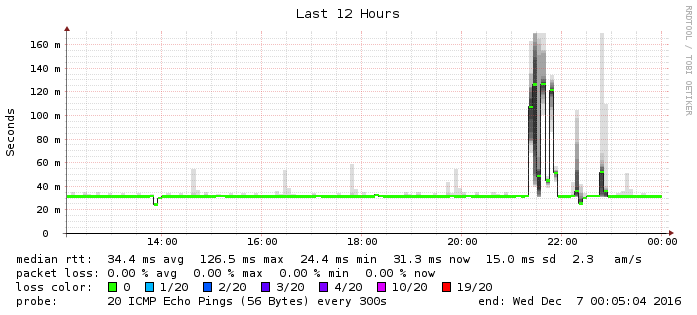 Last 12 Hours
RRDTOOL / TOBI OETIKER
Seconds
160 m
140 m
120 m
100 m
80 m
60 m
40 m
20 m
0
14:00 16:00 18:00 20:00 22:00 00:00
median rtt: 34.4 ms avg 126.5 ms max 24.4 ms min 31.3 ms now 15.0 ms sd 2.3 am/s
packet loss: 0.00 % avg 0.00 % max 0.00 % min 0.00 % now
loss color: 0 1/20 2/20 3/20 4/20 10/20 19/20
probe: 20 ICMP Echo Pings (56 Bytes) every 300s end: Wed Dec 7 00:05:04 2016